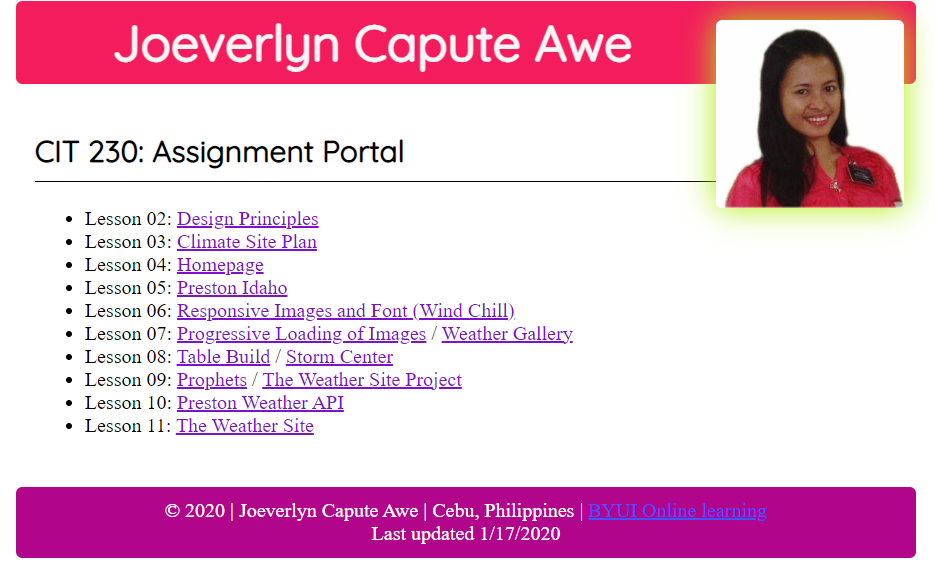 Joeverlyn Capute Awe
CIT 230: Assignment Portal
• Lesson 02: Design Principles
• Lesson 03: Climate Site Plan
• Lesson 04: Homepage
• Lesson 05: Preston Idaho
• Lesson 06: Responsive Images and Font (Wind Chill)
• Lesson 07: Progressive Loading of Images / Weather Gallery
• Lesson 08: Table Build / Storm Center
• Lesson 09: Prophets / The Weather Site Project
• Lesson 10: Preston Weather API
• Lesson 11: The Weather Site
© 2020 | Joeverlyn Capute Awe | Cebu, Philippines | BYUI Online learning
Last updated 1/17/2020